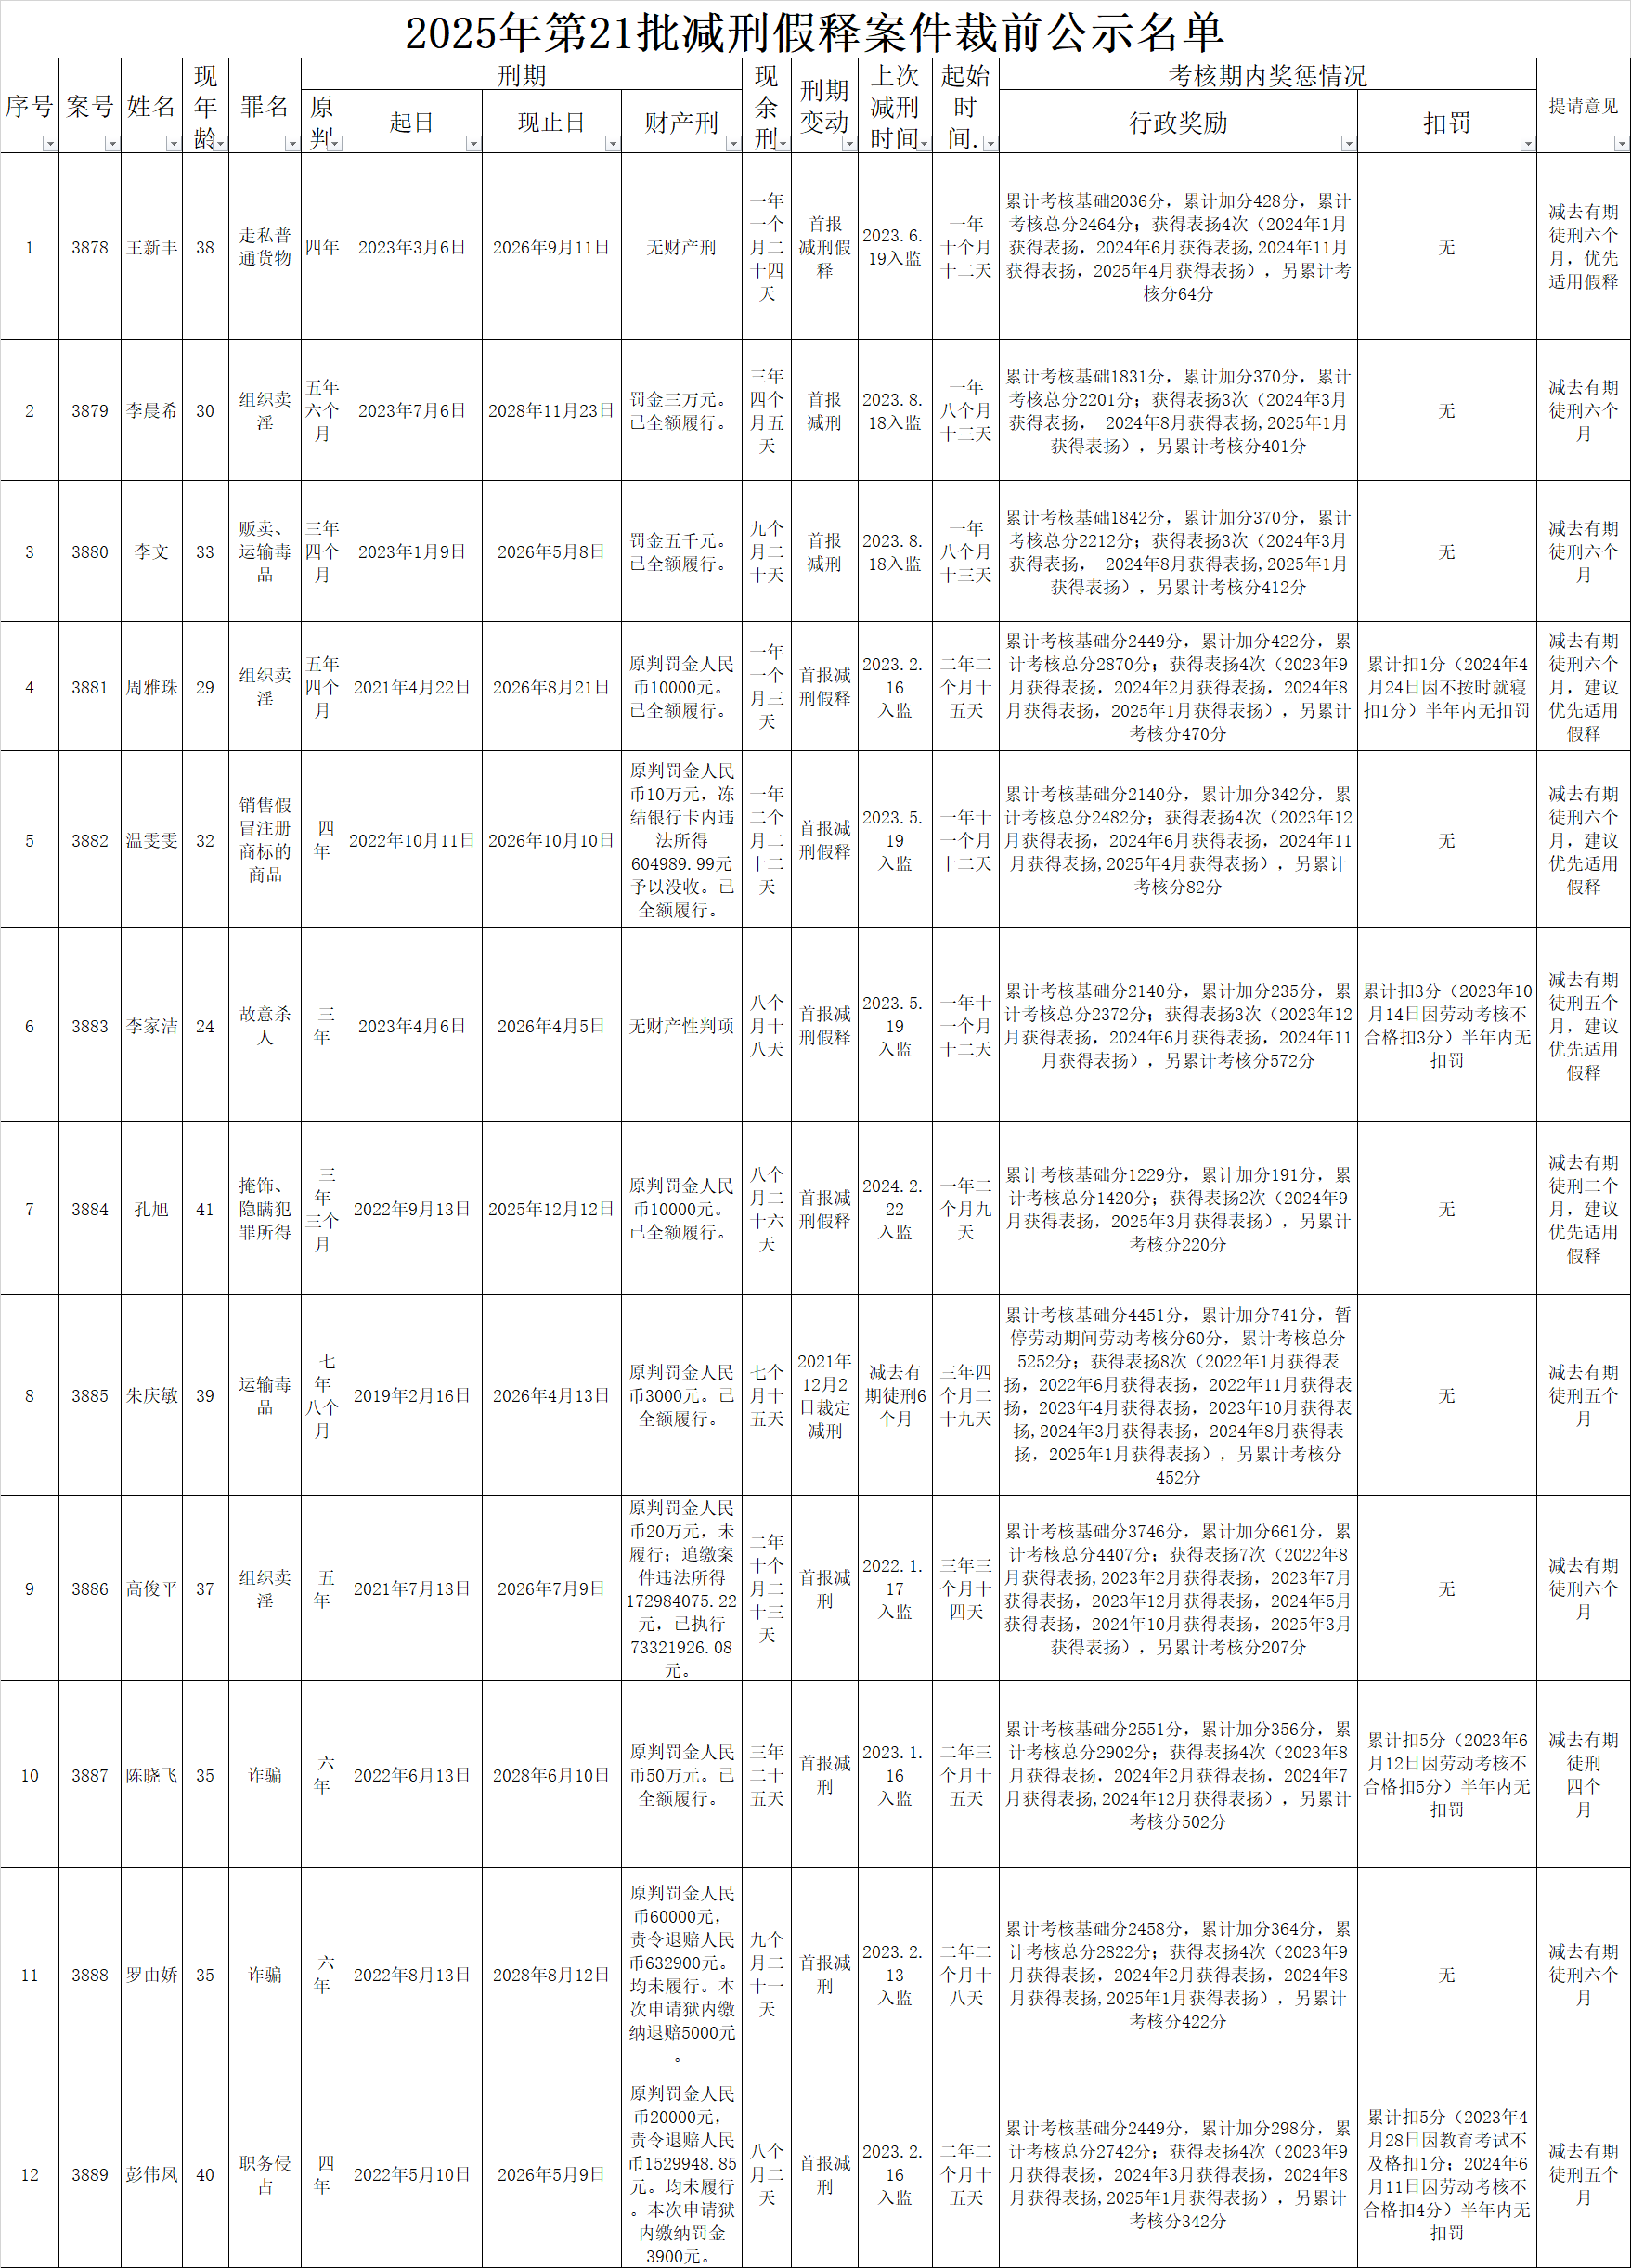 2025年第21批减刑假释案件裁前公示名单
序号
案号
姓名
现
年
龄
罪名
刑期
原
判
起日
现止日
财产刑
现
余
刑
刑期
变动
上次
减刑
时间
起始
时
间.
考核期内奖惩情况
行政奖励
扣罚
提请意见
1
3878
王新丰
38
走私普
通货物
四年
2023年3月6日
2026年9月11日
无财产刑
一年
一个
月二
十四
天
首报
减刑假
释
2023.6.
19入监
一年
十个月
十二天
累计考核基础2036分，累计加分428分，累计
考核总分2464分；获得表扬4次（2024年1月
获得表扬，2024年6月获得表扬,2024年11月
获得表扬，2025年4月获得表扬），另累计考
核分64分
无
减去有期
徒刑六个
月，优先
适用假释
2
3879
李晨希
30
组织卖
淫
五年
六个
月
2023年7月6日
2028年11月23日
罚金三万元。
已全额履行。
三年
四个
月五
天
首报
减刑
2023.8.
18入监
一年
八个月
十三天
累计考核基础1831分，累计加分370分，累计
考核总分2201分；获得表扬3次（2024年3月
获得表扬， 2024年8月获得表扬,2025年1月
获得表扬），另累计考核分401分
无
减去有期
徒刑六个
月
3
3880
李文
33
贩卖、
运输毒
品
三年
四个
月
2023年1月9日
2026年5月8日
罚金五千元。
已全额履行。
九个
月二
十天
首报
减刑
2023.8.
18入监
一年
八个月
十三天
累计考核基础1842分，累计加分370分，累计
考核总分2212分；获得表扬3次（2024年3月
获得表扬， 2024年8月获得表扬,2025年1月
获得表扬），另累计考核分412分
无
减去有期
徒刑六个
月
4
3881
周雅珠
29
组织卖
淫
五年
四个
月
2021年4月22日
2026年8月21日
原判罚金人民
币10000元。
已全额履行。
一年
一个
月三
天
首报减
刑假释
2023.2.
16
入监
二年二
个月十
五天
累计考核基础分2449分，累计加分422分，累
计考核总分2870分；获得表扬4次（2023年9
月获得表扬，2024年2月获得表扬，2024年8
月获得表扬，2025年1月获得表扬），另累计
考核分470分
累计扣1分（2024年4
月24日因不按时就寝
扣1分）半年内无扣罚
减去有期
徒刑六个
月，建议
优先适用
假释
5
3882
温雯雯
32
销售假
冒注册
商标的
商品
四
年
2022年10月11日
2026年10月10日
原判罚金人民
币10万元，冻
结银行卡内违
法所得
604989.99元
予以没收。已
全额履行。
一年
二个
月二
十二
天
首报减
刑假释
2023.5.
19
入监
一年十
一个月
十二天
累计考核基础分2140分，累计加分342分，累
计考核总分2482分；获得表扬4次（2023年12
月获得表扬，2024年6月获得表扬，2024年11
月获得表扬,2025年4月获得表扬），另累计
考核分82分
无
减去有期
徒刑六个
月，建议
优先适用
假释
6
3883
李家洁
24
故意杀
人
三
年
2023年4月6日
2026年4月5日
无财产性判项
八个
月十
八天
首报减
刑假释
2023.5.
19
入监
一年十
一个月
十二天
累计考核基础分2140分，累计加分235分，累
计考核总分2372分；获得表扬3次（2023年12
月获得表扬，2024年6月获得表扬，2024年11
月获得表扬），另累计考核分572分
累计扣3分（2023年10
月14日因劳动考核不
合格扣3分）半年内无
扣罚
减去有期
徒刑五个
月，建议
优先适用
假释
7
3884
孔旭
41
掩饰、
隐瞒犯
罪所得
三
年
三个
月
2022年9月13日
2025年12月12日
原判罚金人民
币10000元。
已全额履行。
八个
月二
十六
天
首报减
刑假释
2024.2.
22
入监
一年二
个月九
天
累计考核基础分1229分，累计加分191分，累
计考核总分1420分；获得表扬2次（2024年9
月获得表扬，2025年3月获得表扬），另累计
考核分220分
无
减去有期
徒刑二个
月，建议
优先适用
假释
8
3885
朱庆敏
39
运输毒
品
七
年
八个
月
2019年2月16日
2026年4月13日
原判罚金人民
币3000元。已
全额履行。
七个
月十
五天
2021年
12月2
日裁定
减刑
减去有
期徒刑6
个月
三年四
个月二
十九天
累计考核基础分4451分，累计加分741分，暂
停劳动期间劳动考核分60分，累计考核总分
5252分；获得表扬8次（2022年1月获得表
扬，2022年6月获得表扬，2022年11月获得表
扬，2023年4月获得表扬，2023年10月获得表
扬,2024年3月获得表扬，2024年8月获得表
扬，2025年1月获得表扬），另累计考核分
452分
无
减去有期
徒刑五个
月
9
3886
高俊平
37
组织卖
淫
五
年
2021年7月13日
2026年7月9日
原判罚金人民
币20万元，未
履行；追缴案
件违法所得
172984075.22
元，已执行
73321926.08
元。
二年
十个
月二
十三
天
首报减
刑
2022.1.
17
入监
三年三
个月十
四天
累计考核基础分3746分，累计加分661分，累
计考核总分4407分；获得表扬7次（2022年8
月获得表扬,2023年2月获得表扬，2023年7月
获得表扬，2023年12月获得表扬，2024年5月
获得表扬，2024年10月获得表扬，2025年3月
获得表扬），另累计考核分207分
无
减去有期
徒刑六个
月
10
3887
陈晓飞
35
诈骗
六
年
2022年6月13日
2028年6月10日
原判罚金人民
币50万元。已
全额履行。
三年
二十
五天
首报减
刑
2023.1.
16
入监
二年三
个月十
五天
累计考核基础分2551分，累计加分356分，累
计考核总分2902分；获得表扬4次（2023年8
月获得表扬，2024年2月获得表扬，2024年7
月获得表扬,2024年12月获得表扬），另累计
考核分502分
累计扣5分（2023年6
月12日因劳动考核不
合格扣5分）半年内无
扣罚
减去有期
徒刑
四个
月
11
3888
罗由娇
35
诈骗
六
年
2022年8月13日
2028年8月12日
原判罚金人民
币60000元，
责令退赔人民
币632900元。
均未履行。本
次申请狱内缴
纳退赔5000元
。
九个
月二
十一
天
首报减
刑
2023.2.
13
入监
二年二
个月十
八天
累计考核基础分2458分，累计加分364分，累
计考核总分2822分；获得表扬4次（2023年9
月获得表扬，2024年2月获得表扬，2024年8
月获得表扬,2025年1月获得表扬），另累计
考核分422分
无
减去有期
徒刑六个
月
12
3889
彭伟凤
40
职务侵
占
四
年
2022年5月10日
2026年5月9日
原判罚金人民
币20000元，
责令退赔人民
币1529948.85
元。均未履行
。本次申请狱
内缴纳罚金
3900元。
八个
月二
天
首报减
刑
2023.2.
16
入监
二年二
个月十
五天
累计考核基础分2449分，累计加分298分，累
计考核总分2742分；获得表扬4次（2023年9
月获得表扬，2024年3月获得表扬，2024年8
月获得表扬,2025年1月获得表扬），另累计
考核分342分
累计扣5分（2023年4
月28日因教育考试不
及格扣1分；2024年6
月11日因劳动考核不
合格扣4分）半年内无
扣罚
减去有期
徒刑五个
月